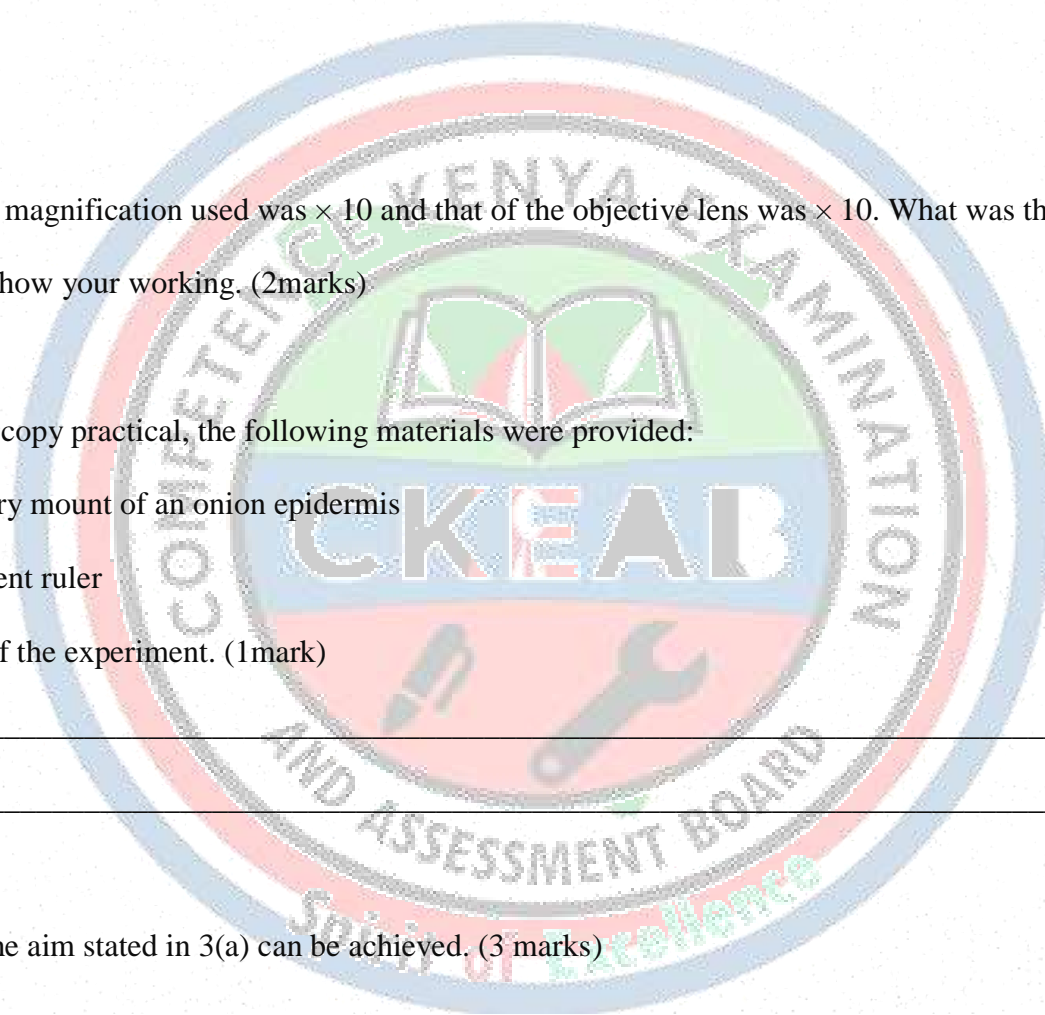 magnification used was × 10 and that of the objective lens was × 10. What was th
how your working. (2marks)
copy practical, the following materials were provided:
ry mount of an onion epidermis
ent ruler
f the experiment. (1mark)
ne aim stated in 3(a) can be achieved. (3 marks)
COMPETENCE KENYA EXAMINATION
CKEAB
AND ASSESSMENT BOARD
Spirit of Excellence